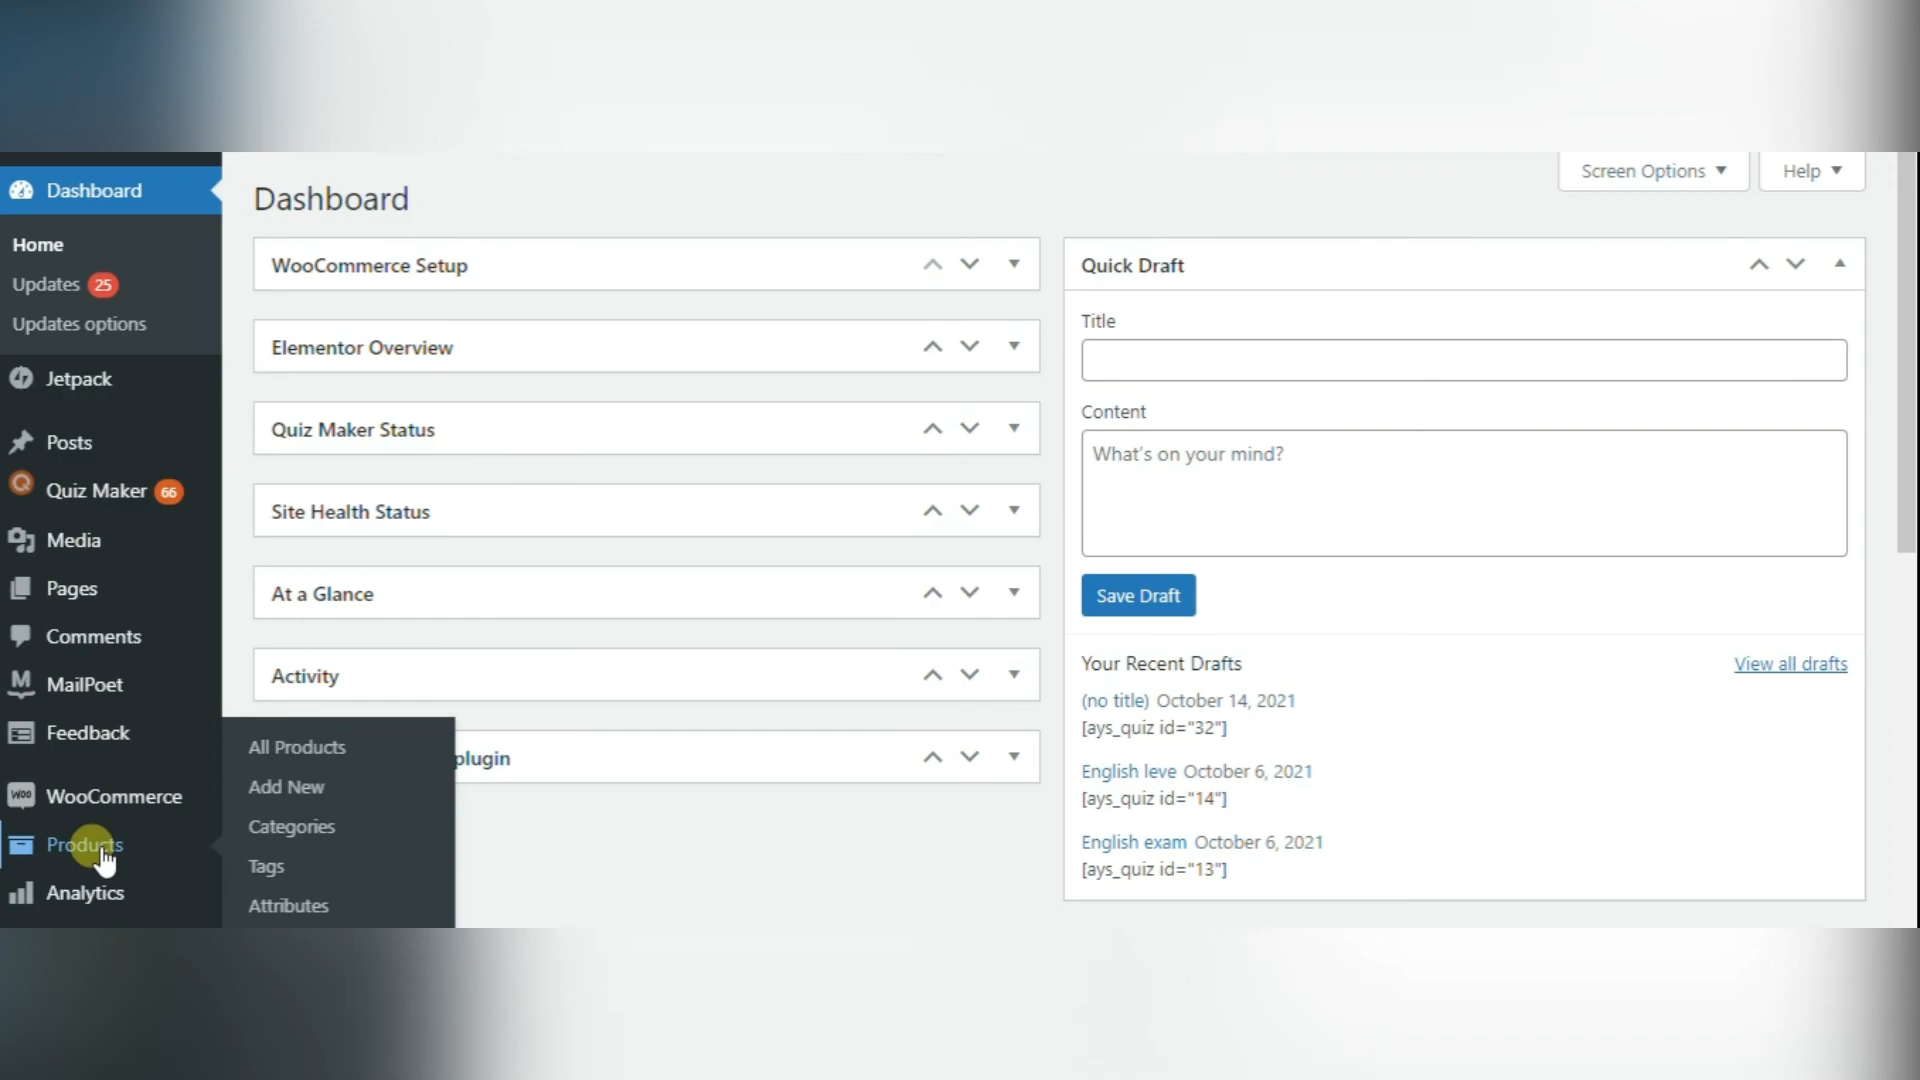 Dashboard
Home
Updates 25
Updates options
Jetpack
Posts
Quiz Maker 66
Media
Pages
Comments
MailPoet
Feedback
WooCommerce
Products
Analytics
All Products
Add New
Categories
Tags
Attributes
Dashboard
Screen Options
Help
WooCommerce Setup
Elementor Overview
Quiz Maker Status
Site Health Status
At a Glance
Activity
plugin
Quick Draft
Title
Content
What's on your mind?
Save Draft
Your Recent Drafts
View all drafts
(no title) October 14, 2021
[ays_quiz id="32"]
English leve October 6, 2021
[ays_quiz id="14"]
English exam October 6, 2021
[ays_quiz id="13"]